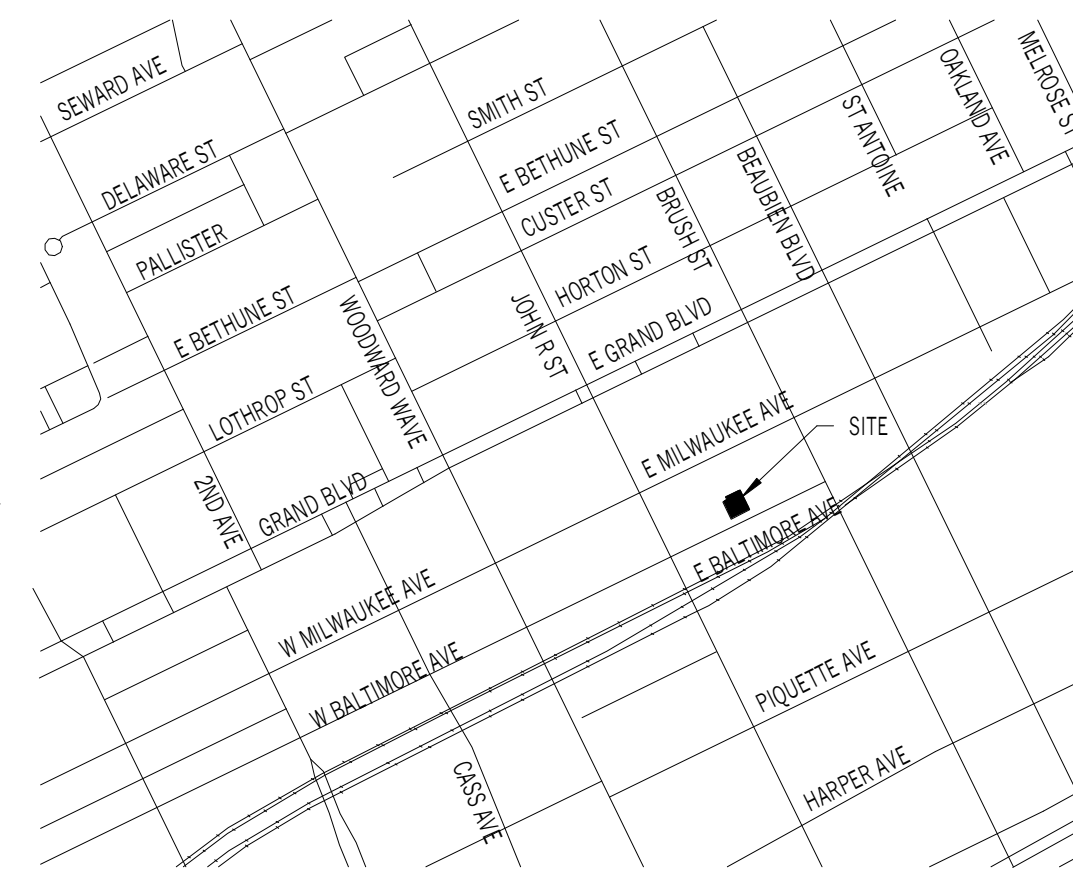 SEWARD AVE
DELAWARE ST
PALLISTER
E BETHUNE ST
LOTHROP ST
2ND AVE
GRAND BLVD
WOODWARD WAVE
SMITH ST
E BETHUNE ST
CUSTER ST
HORTON ST
JOHN R ST
E GRAND BLVD
BRUSH ST
BEAUBIEN BLVD
ST ANTOINE
OAKLAND AVE
MELROSE ST
E MILWAUKEE AVE
SITE
E BALTIMORE AVE
W MILWAUKEE AVE
W BALTIMORE AVE
CASS AVE
PIQUETTE AVE
HARPER AVE